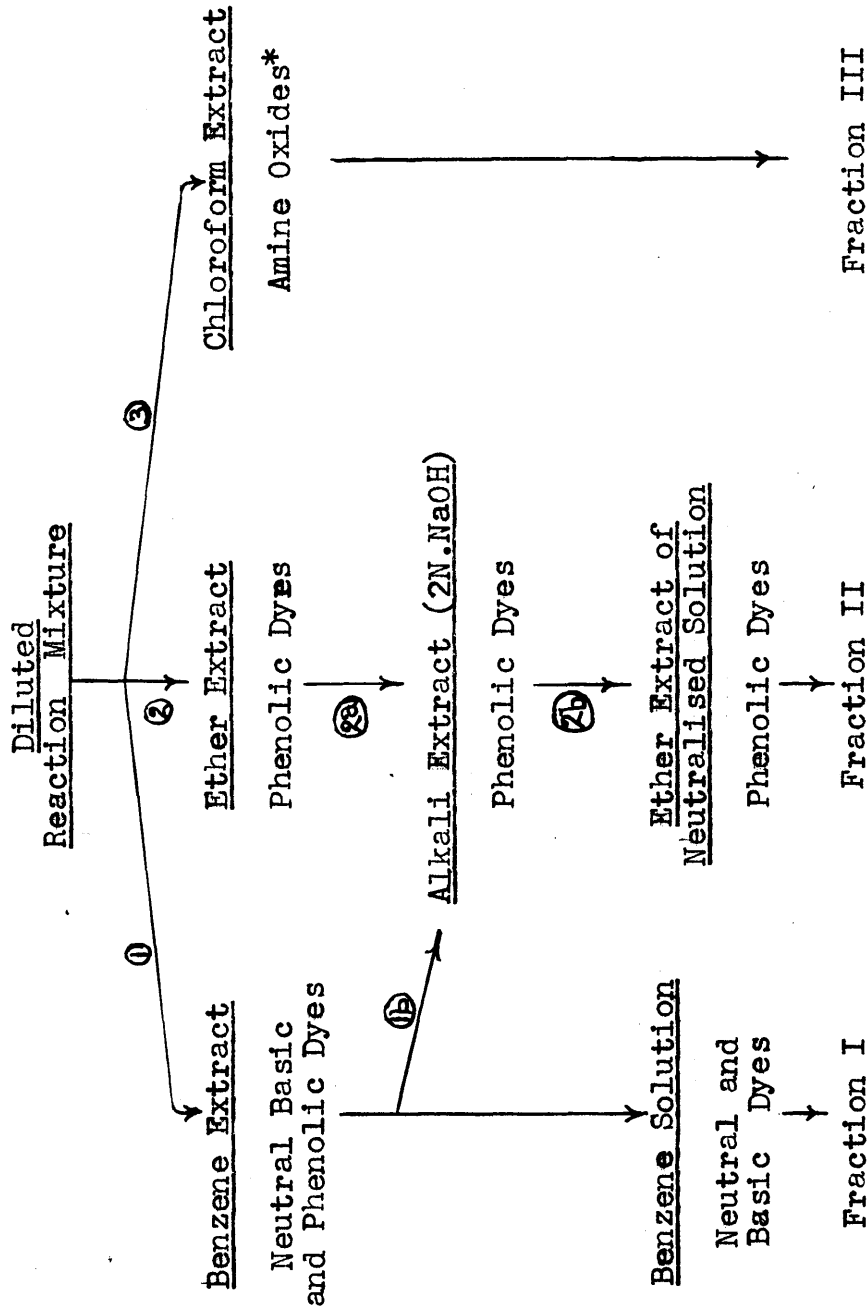 Diluted
Reaction Mixture
①
②
③
Benzene Extract
Neutral Basic
and Phenolic Dyes
Ether Extract
Phenolic Dyes
Chloroform Extract
Amine Oxides*
1b
2a
Alkali Extract (2N.NaOH)
Phenolic Dyes
2b
Benzene Solution
Neutral and
Basic Dyes
Ether Extract of
Neutralised Solution
Phenolic Dyes
Fraction I
Fraction II
Fraction III